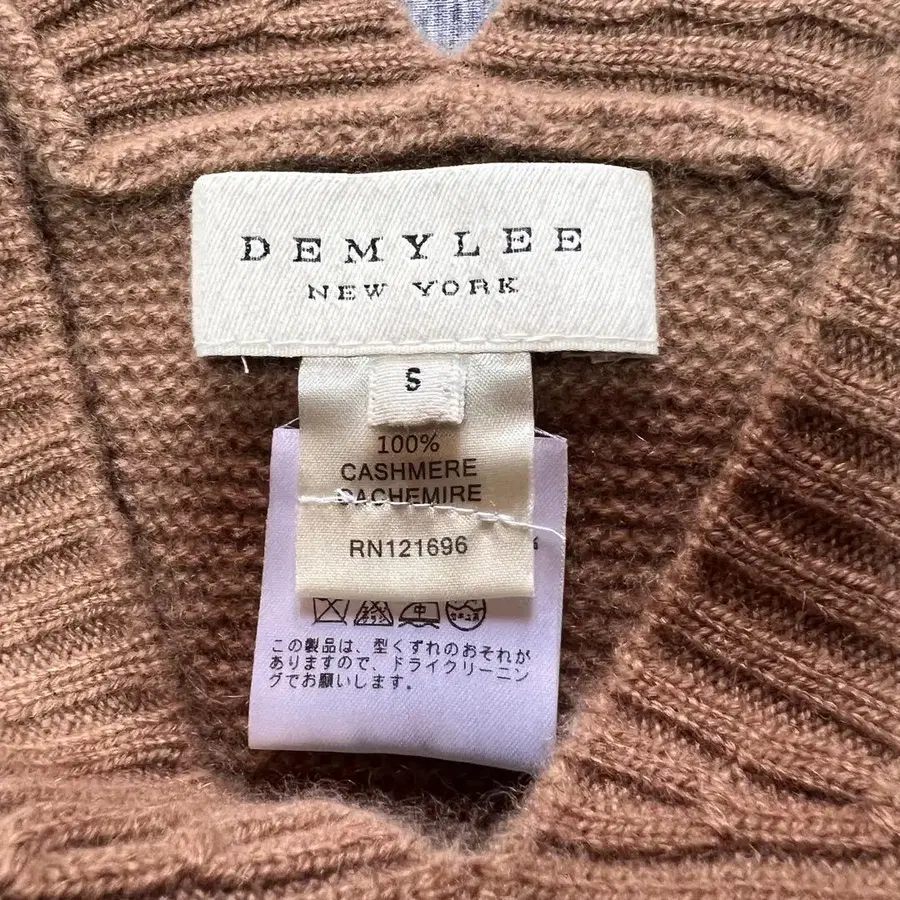 DEMYLEE
NEW YORK
S
100%
CASHMERE
CACHEMIRE
RN121696
この製品は、型くずれのおそれが
ありますので、ドライクリーニン
グでお願いします。